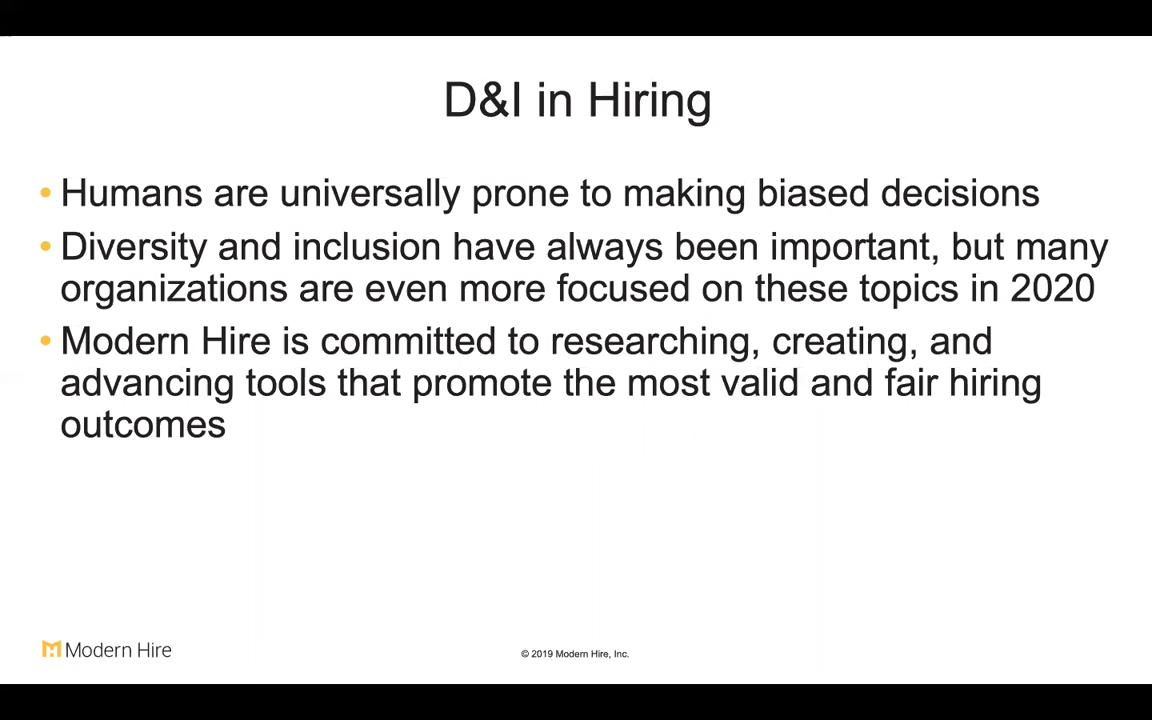 D&I in Hiring
• Humans are universally prone to making biased decisions
• Diversity and inclusion have always been important, but many
organizations are even more focused on these topics in 2020
• Modern Hire is committed to researching, creating, and
advancing tools that promote the most valid and fair hiring
outcomes
Modern Hire
© 2019 Modern Hire, Inc.